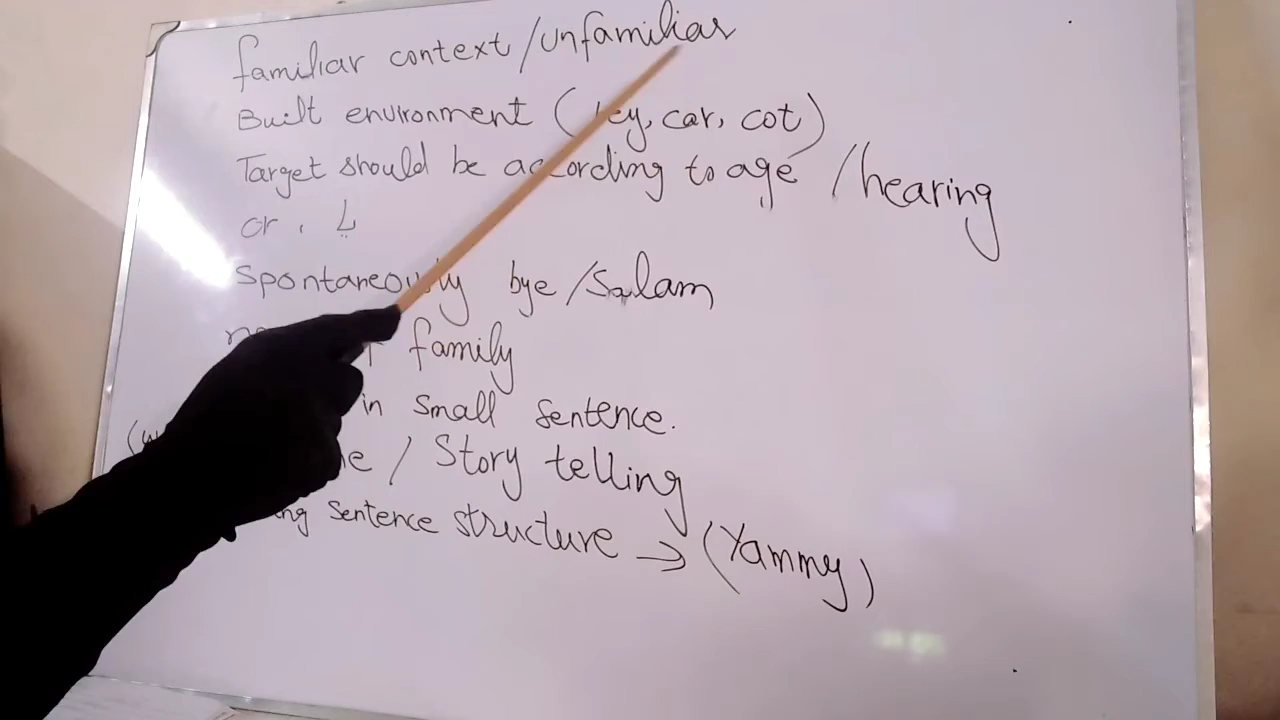 familiar context /unfamiliar
Built environment ( car, cot)
Target should be according to age /hearing
or . یا
Spontaneously bye /Salam
family
in small sentence.
/ Story telling
Sentence structure → (Yammy)